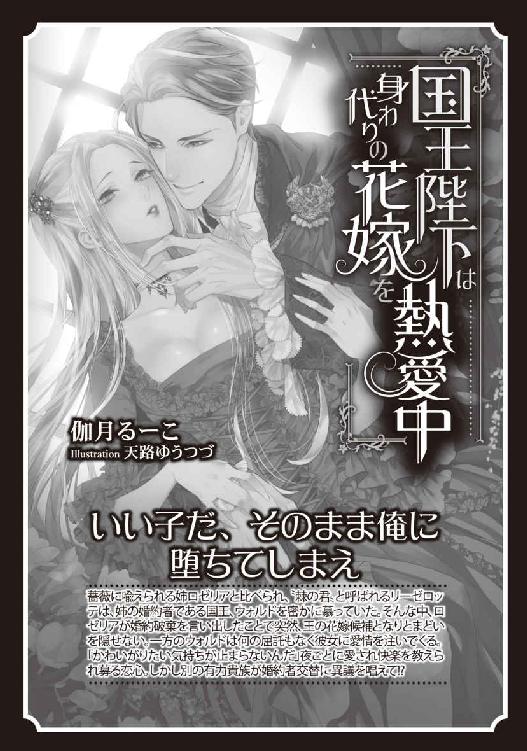 国王陛下は
身わ代りの花嫁を
熱愛中
伽月るーこ
Illustration 天路ゆうつづ
いい子だ、そのまま俺に
堕ちてしまえ
薔薇に喩えられる姉ロゼリアと比べられ、〝棘の君〟と呼ばれるリーゼロッ
テは、姉の婚約者である国王、ウォルドを密かに慕っていた。そんな中、ロ
ゼリアが婚約破棄を言い出したことで突然、王の花嫁候補となりとまどい
を隠せない。一方のウォルドは何の屈託もなく彼女に愛情を注いでくる。
「かわいがりたい気持ちが止まらないんだ」夜ごとに愛され快楽を教えら
れ募る恋心。しかし別の有力貴族が婚約者交替に異議を唱えて!?